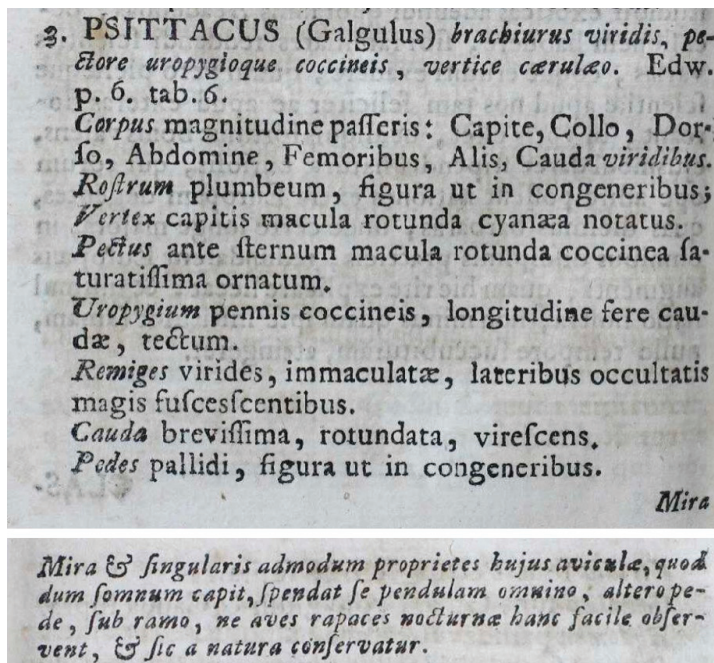 3. PSITTACUS (Galgulus) brachiurus viridis, pe-
ctore uropygioque coccineis, vertice cærulæo. Edw.
p. 6. tab. 6.
Corpus magnitudine paſſeris: Capite, Collo, Dor-
ſo, Abdomine, Femoribus, Alis, Cauda viridibus.
Roſtrum plumbeum, figura ut in congeneribus;
Vertex capitis macula rotunda cyanæa notatus.
Pectus ante ſternum macula rotunda coccinea ſa-
turatiſſima ornatum.
Uropygium pennis coccineis, longitudine fere cau-
dæ, tectum.
Remiges virides, immaculatæ, lateribus occultatis
magis fuſceſcentibus.
Cauda breviſſima, rotundata, vireſcens.
Pedes pallidi, figura ut in congeneribus.
Mira
Mira & ſingularis admodum proprietes hujus aviculæ, quod
dum ſomnum capit, ſpendat ſe pendulam omnino, altero pe-
de, ſub ramo, ne aves rapaces nocturnæ hanc facile obſer-
vent, & ſic a natura conſervatur.